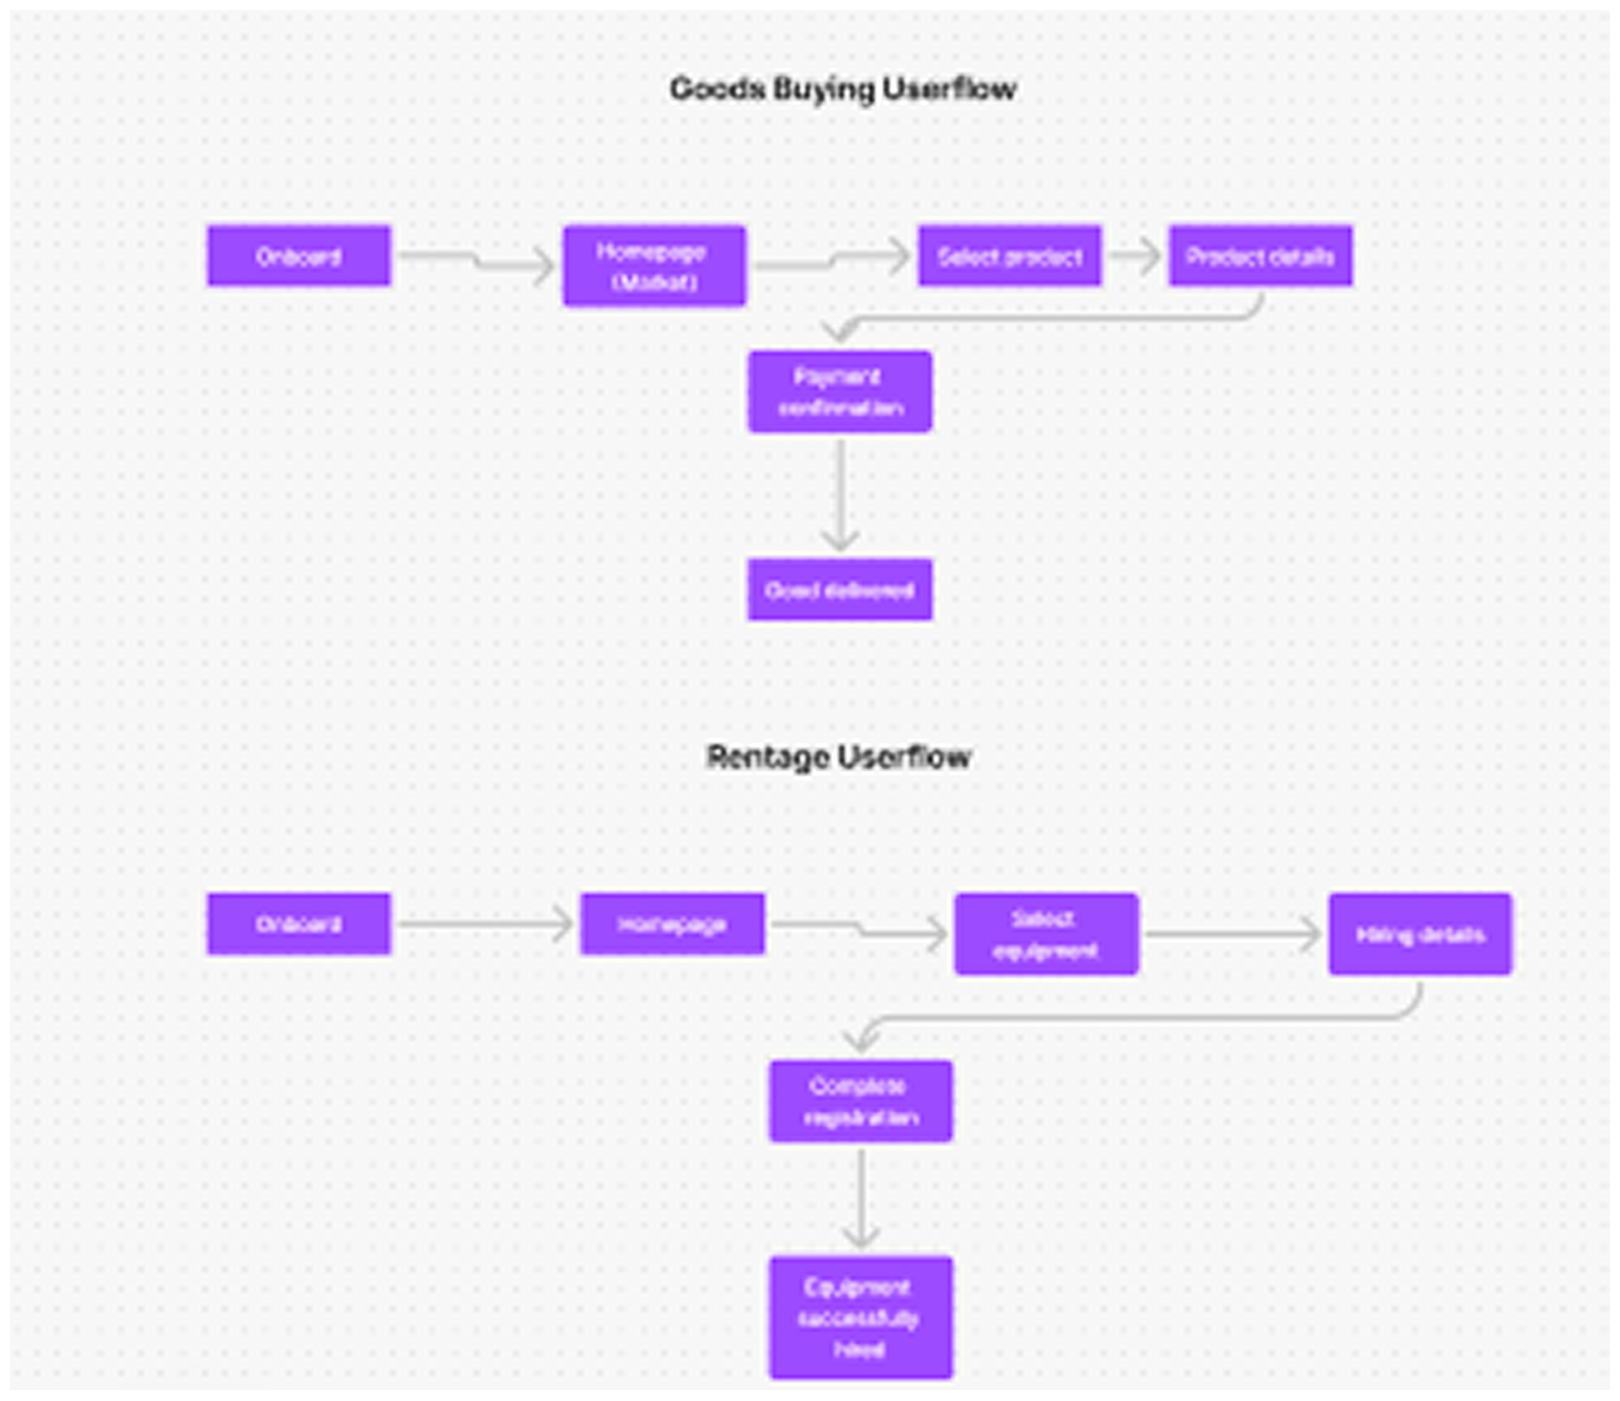 Goods Buying Userflow
Onboard
Homepage
(Market)
Select product
Product details
Payment
confirmation
Good delivered
Rentage Userflow
Onboard
Homepage
Select
equipment
Hiring details
Complete
registration
Equipment
successfully
hired